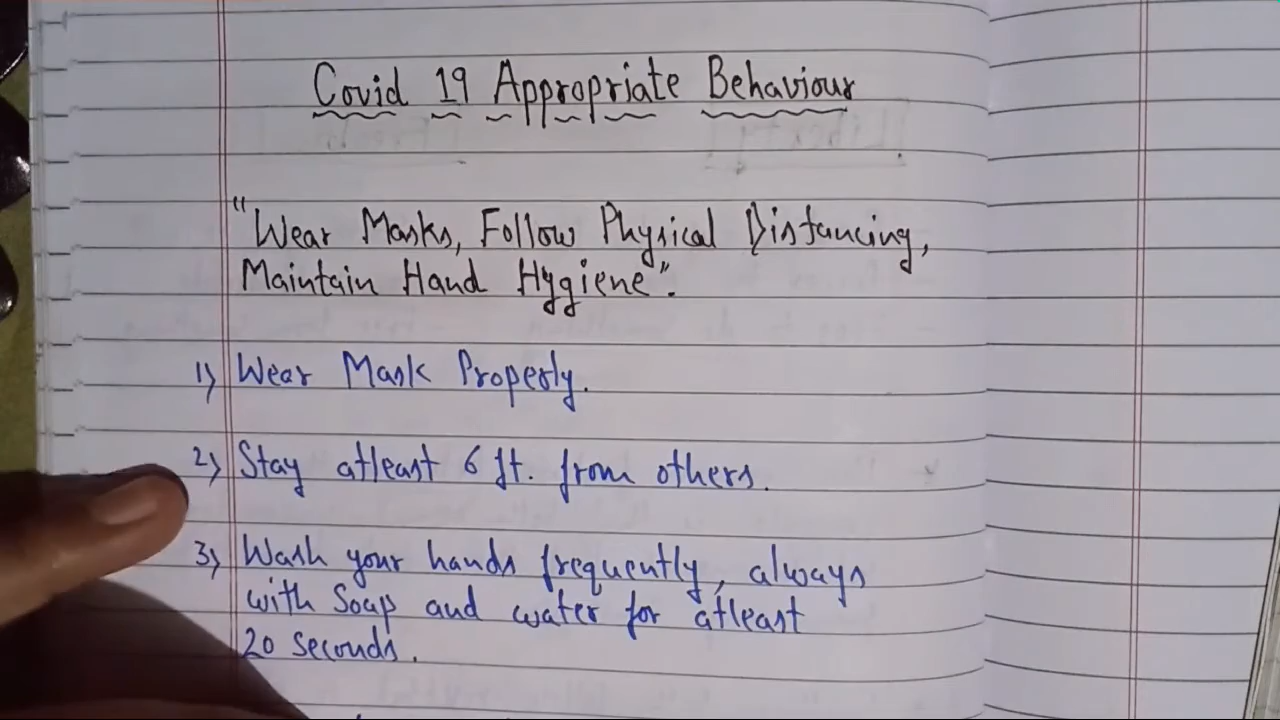 Covid 19 Appropriate Behaviour
"Wear Masks, Follow Physical Distancing,
Maintain Hand Hygiene".
1) Wear Mask Properly.
2) Stay atleast 6 ft. from others.
3) Wash your hands frequently, always
with Soap and water for atleast
20 seconds.